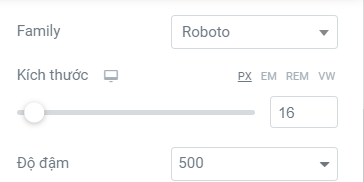 Family Roboto
Kích thước PX EM REM VW
16
Độ đậm 500